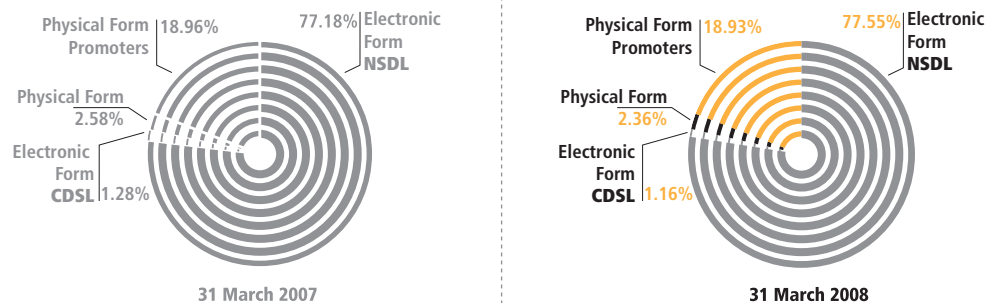 Physical Form
Promoters
18.96%
77.18%
Electronic
Form
NSDL
Physical Form
2.58%
Electronic
Form
CDSL
1.28%
31 March 2007
Physical Form
Promoters
18.93%
77.55%
Electronic
Form
NSDL
Physical Form
2.36%
Electronic
Form
CDSL
1.16%
31 March 2008